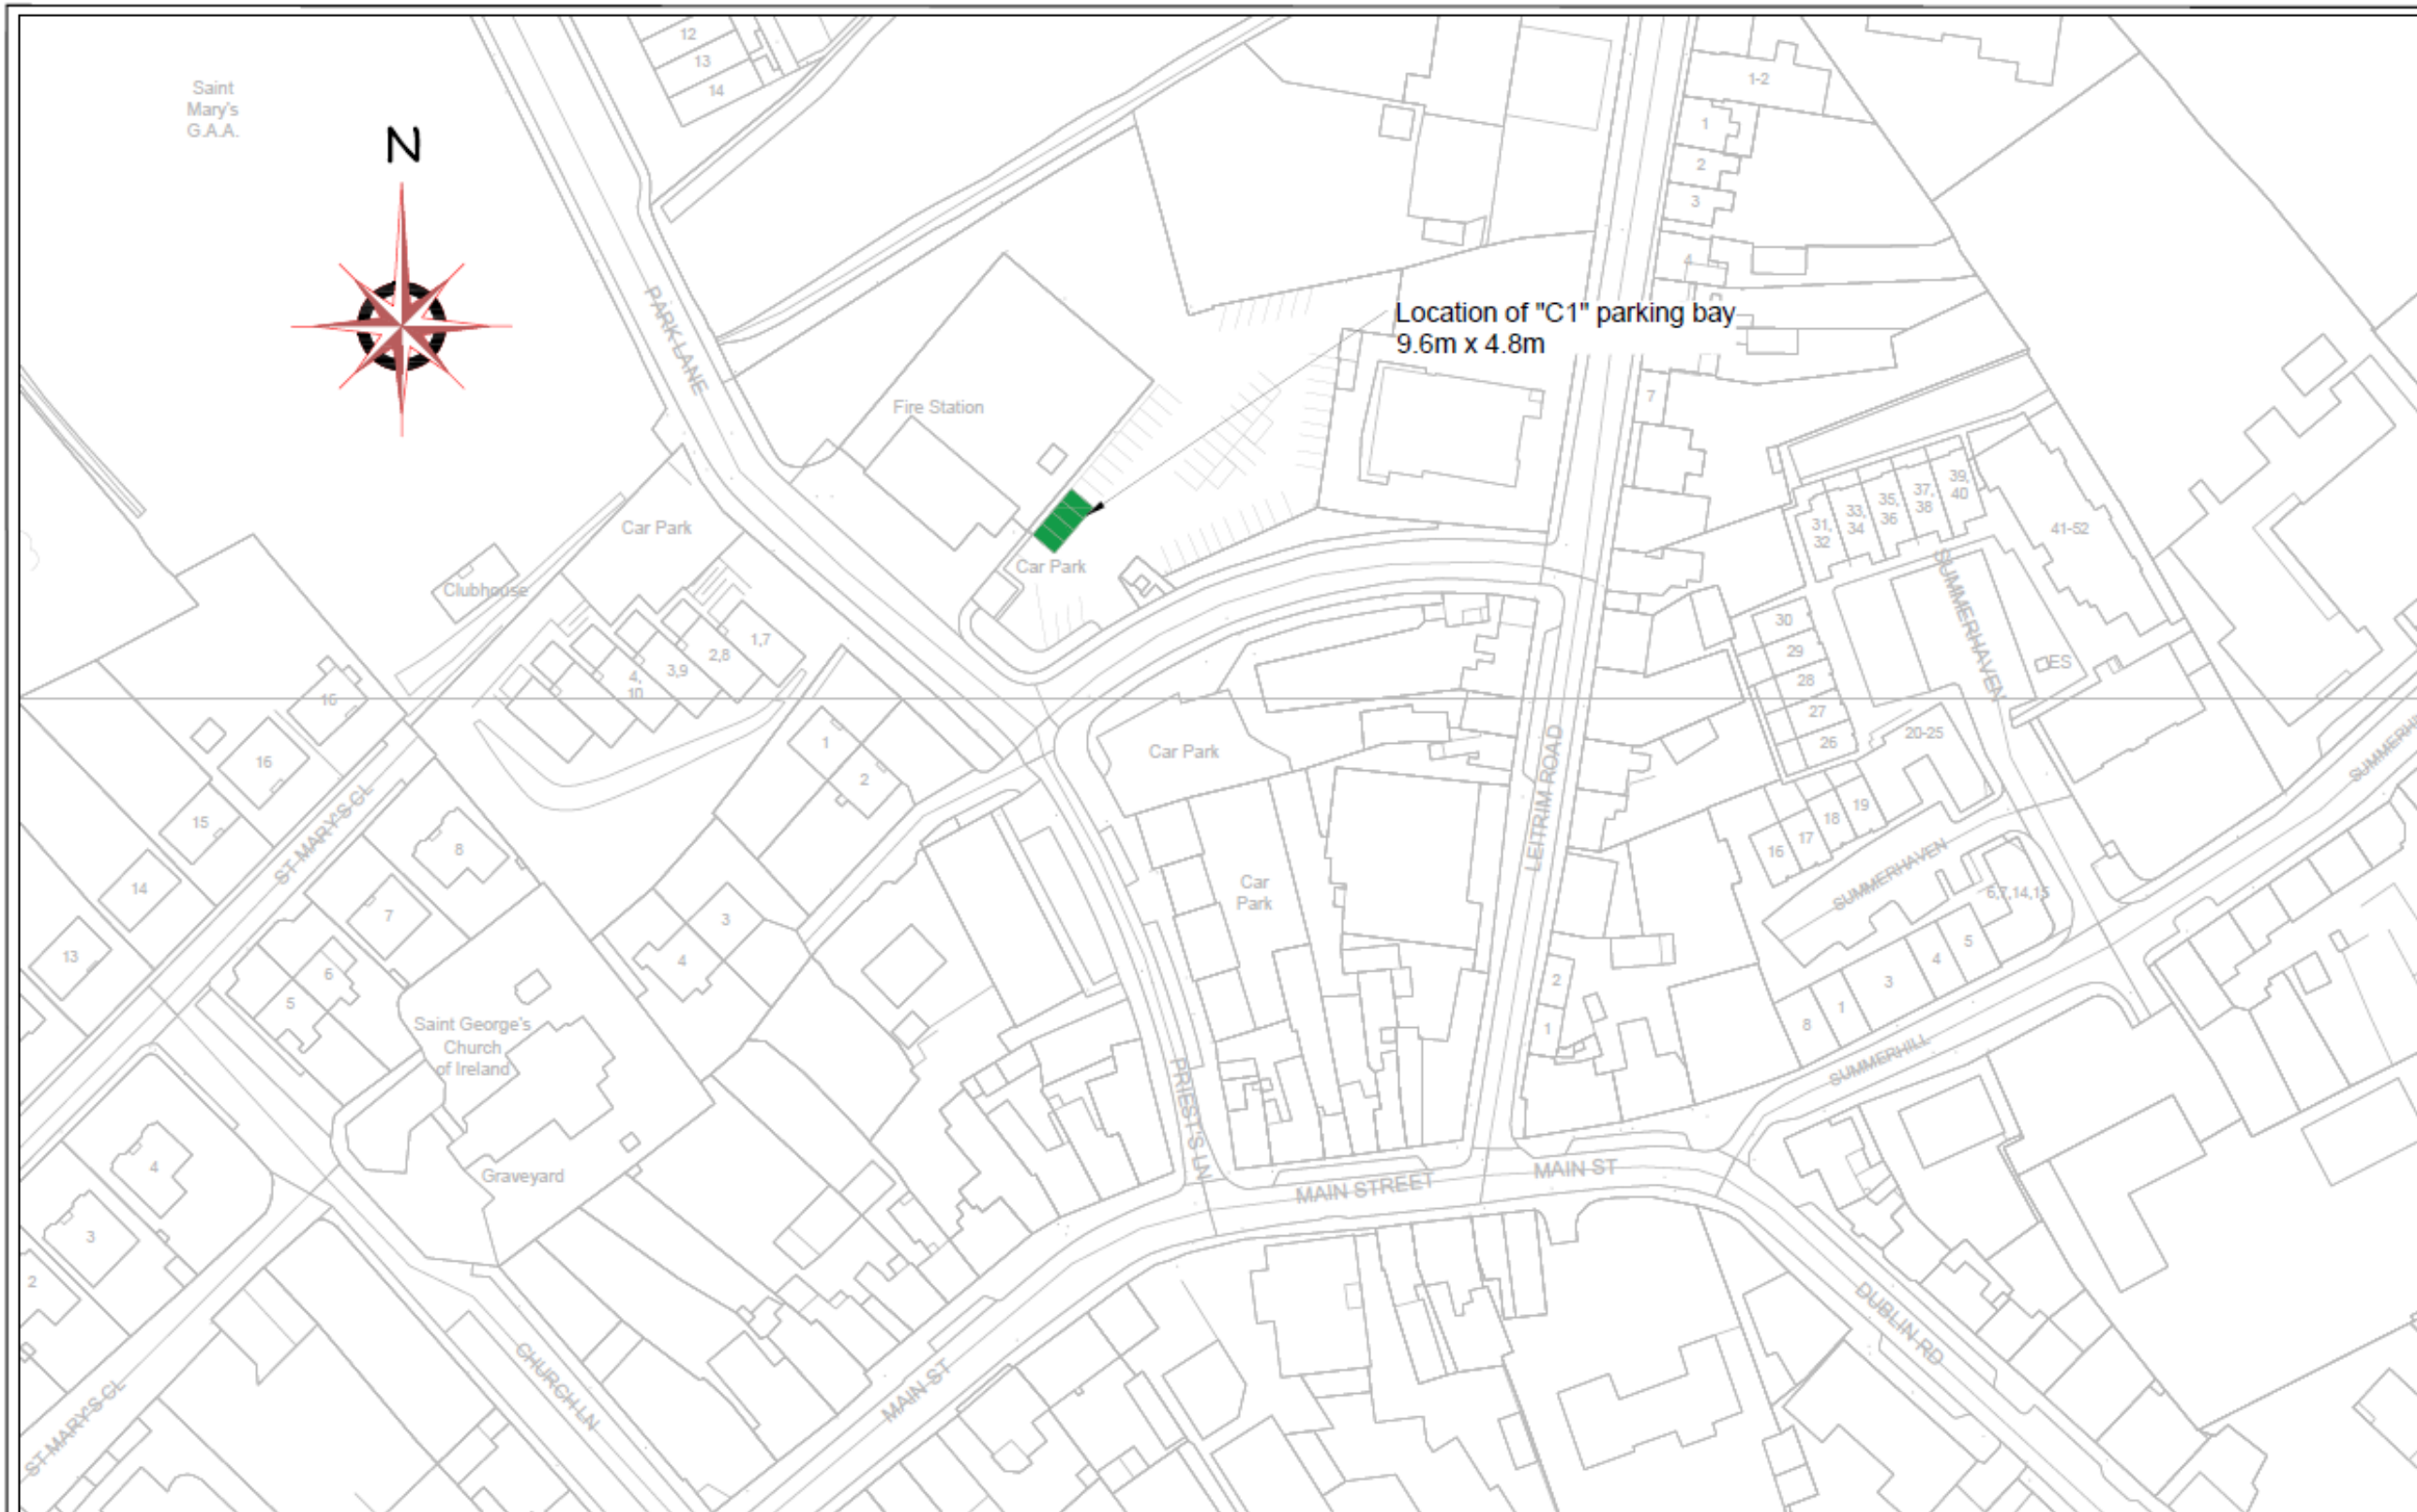 12
13
14
Saint
Mary's
G.A.A.
N
1-2
1
2
3
4
PARK LANE
Location of "C1" parking bay
9.6m x 4.8m
7
Fire Station
Car Park
Car Park
Clubhouse
39,
40
37,
38
35,
36
33,
34
31,
32
41-52
SUMMERHAVEN
30
29
28
27
26
ES
20-25
1,7
2,8
3,9
4,
10
16
16
15
14
13
1
2
Car Park
LEITRIM ROAD
ST MARY'S CL
8
7
6
5
3
4
Car
Park
19
18
17
16
SUMMERHAVEN
6,7,14,15
5
4
3
1
8
2
1
Saint George's
Church
of Ireland
Graveyard
PRIEST'S LN
SUMMERHILL
MAIN STREET
MAIN ST
4
3
2
DUBLIN RD
CHURCH LN
MAIN ST
ST MARY'S CL